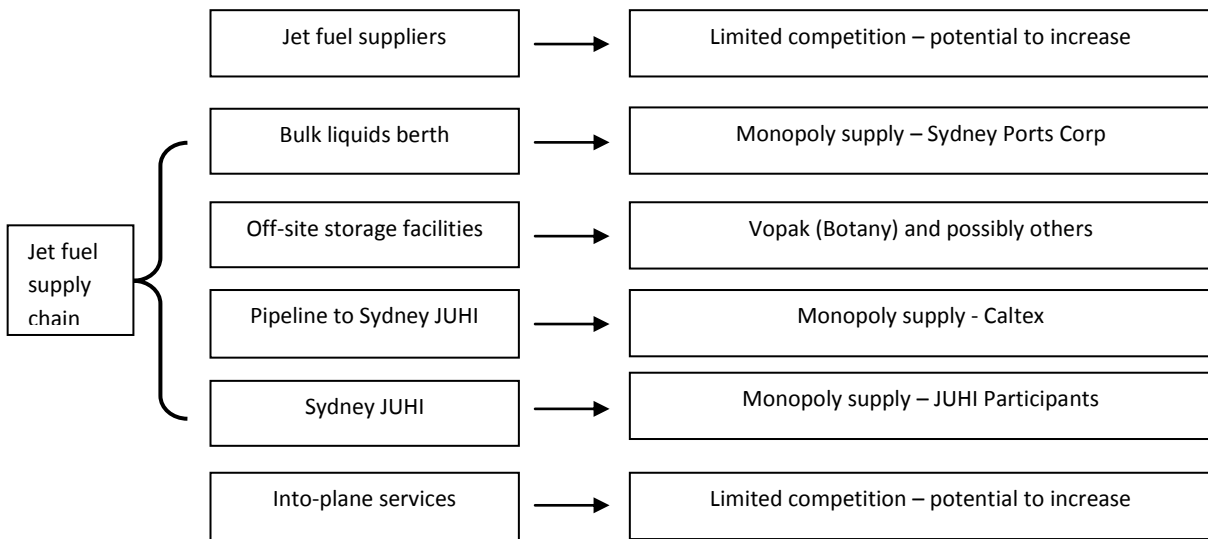 Jet fuel suppliers
Limited competition – potential to increase
Bulk liquids berth
Monopoly supply – Sydney Ports Corp
Off-site storage facilities
Vopak (Botany) and possibly others
Jet fuel
supply
chain
Pipeline to Sydney JUHI
Monopoly supply - Caltex
Sydney JUHI
Monopoly supply – JUHI Participants
Into-plane services
Limited competition – potential to increase